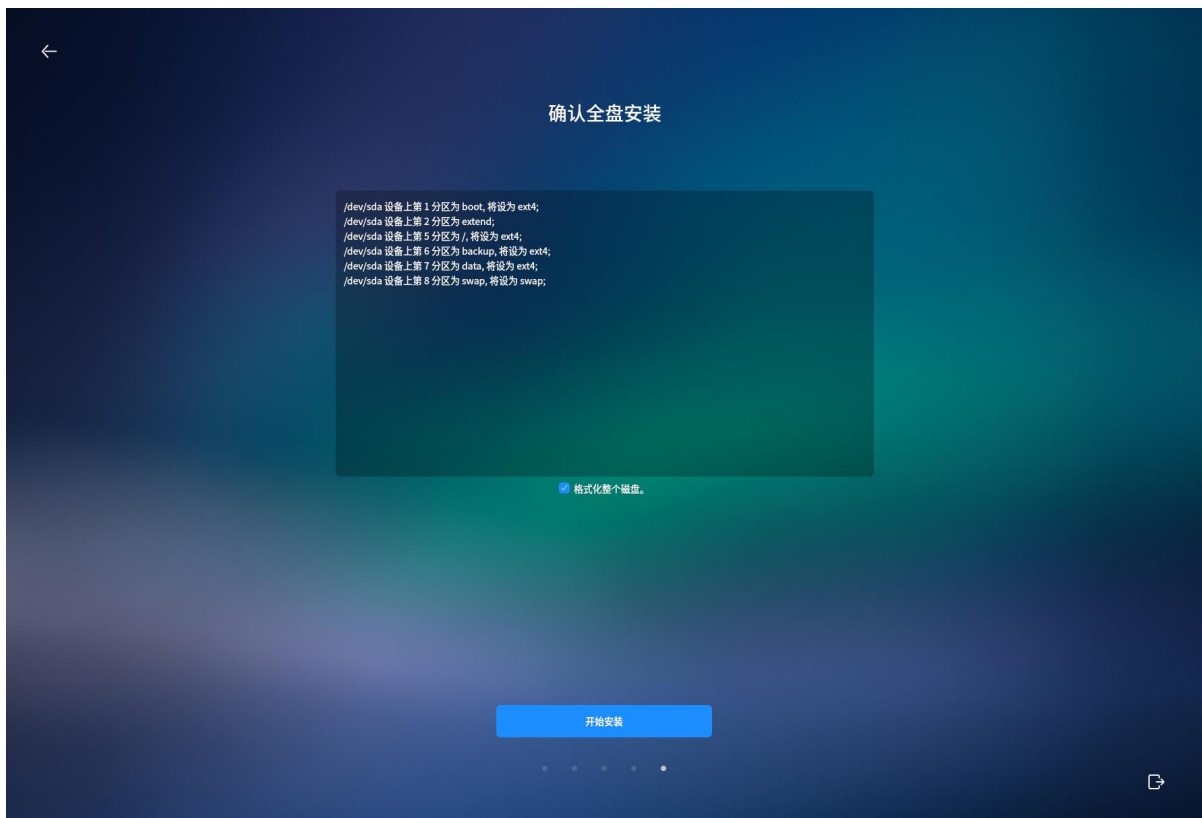 确认全盘安装
/dev/sda 设备上第 1 分区为 boot, 将设为 ext4;
/dev/sda 设备上第 2 分区为 extend;
/dev/sda 设备上第 5 分区为 /, 将设为 ext4;
/dev/sda 设备上第 6 分区为 backup, 将设为 ext4;
/dev/sda 设备上第 7 分区为 data, 将设为 ext4;
/dev/sda 设备上第 8 分区为 swap, 将设为 swap;
格式化整个磁盘。
开始安装